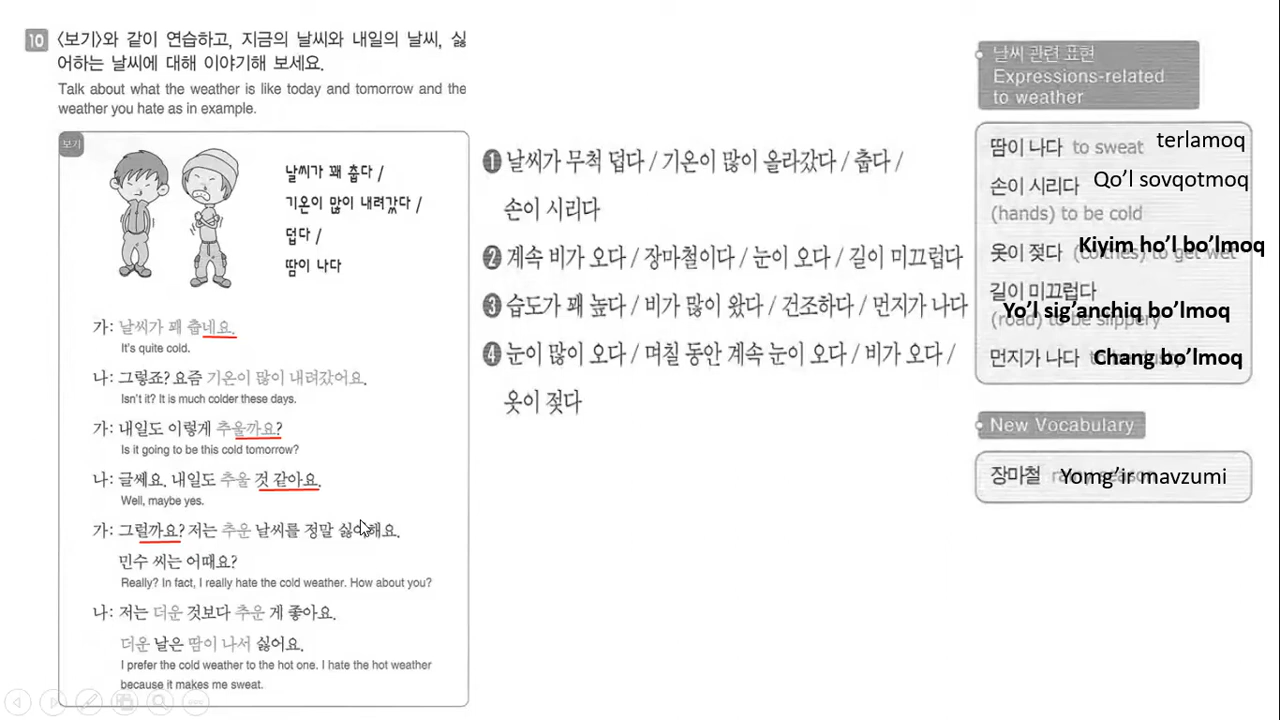 10 <보기>와 같이 연습하고, 지금의 날씨와 내일의 날씨, 싫
어하는 날씨에 대해 이야기해 보세요.
Talk about what the weather is like today and tomorrow and the
weather you hate as in example.
보기
날씨가 꽤 춥다 /
기온이 많이 내려갔다 /
덥다 /
땀이 나다
가: 날씨가 꽤 춥네요.
It's quite cold.
나: 그렇죠? 요즘 기온이 많이 내려갔어요.
Isn't it? It is much colder these days.
가: 내일도 이렇게 추울까요?
Is it going to be this cold tomorrow?
나: 글쎄요. 내일도 추울 것 같아요.
Well, maybe yes.
가: 그럴까요? 저는 추운 날씨를 정말 싫어해요.
민수 씨는 어때요?
Really? In fact, I really hate the cold weather. How about you?
나: 저는 더운 것보다 추운 게 좋아요.
더운 날은 땀이 나서 싫어요.
I prefer the cold weather to the hot one. I hate the hot weather
because it makes me sweat.
❶ 날씨가 무척 덥다 / 기온이 많이 올라갔다 / 춥다 /
손이 시리다
❷ 계속 비가 오다 / 장마철이다 / 눈이 오다 / 길이 미끄럽다
❸ 습도가 꽤 높다 / 비가 많이 왔다 / 건조하다 / 먼지가 나다
❹ 눈이 많이 오다 / 며칠 동안 계속 눈이 오다 / 비가 오다 /
옷이 젖다
날씨 관련 표현
Expressions-related
to weather
땀이 나다 to sweat terlamoq
손이 시리다 Qo'l sovqotmoq
(hands) to be cold
옷이 젖다 (clothes) to get wet Kiyim ho'l bo'lmoq
길이 미끄럽다
Yo'l sig'anchiq bo'lmoq
(road) to be slippery
먼지가 나다 Chang bo'lmoq
New Vocabulary
장마철 rainy season Yomg'ir mavzumi